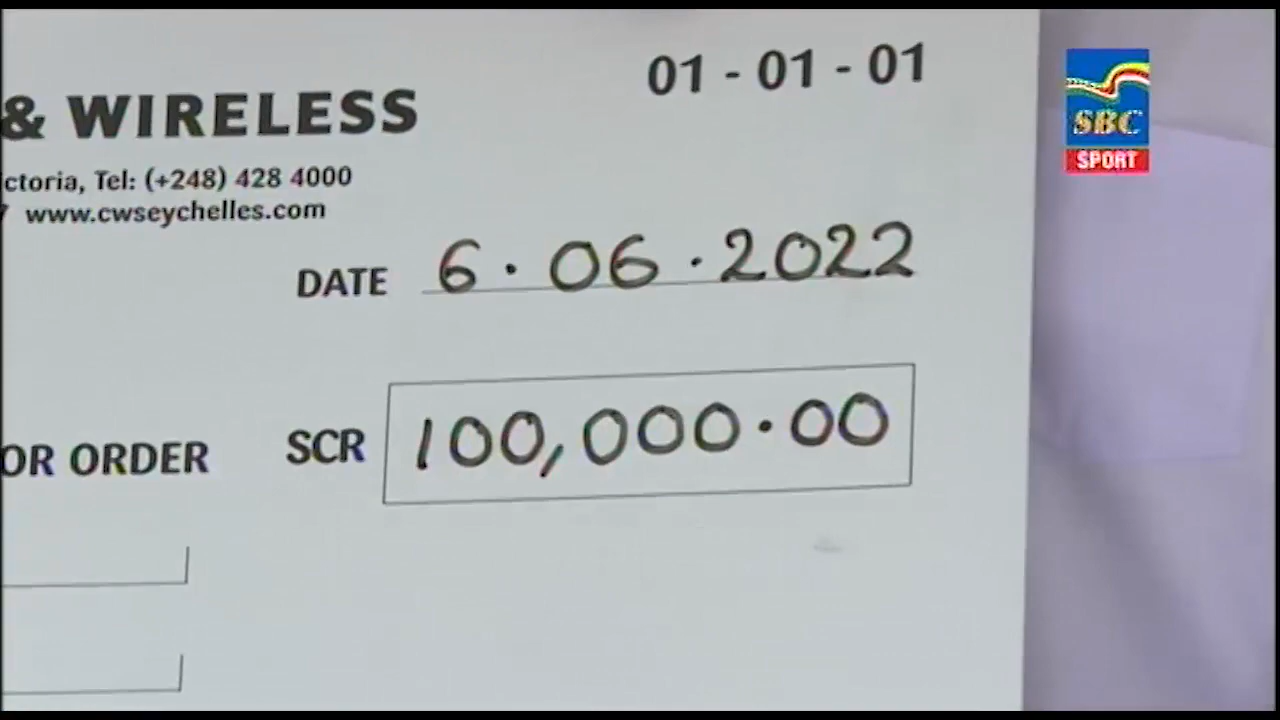 01 - 01 - 01
& WIRELESS
ctoria, Tel: (+248) 428 4000
www.cwseychelles.com
DATE 6.06.2022
OR ORDER SCR 100,000.00
SBC
SPORT